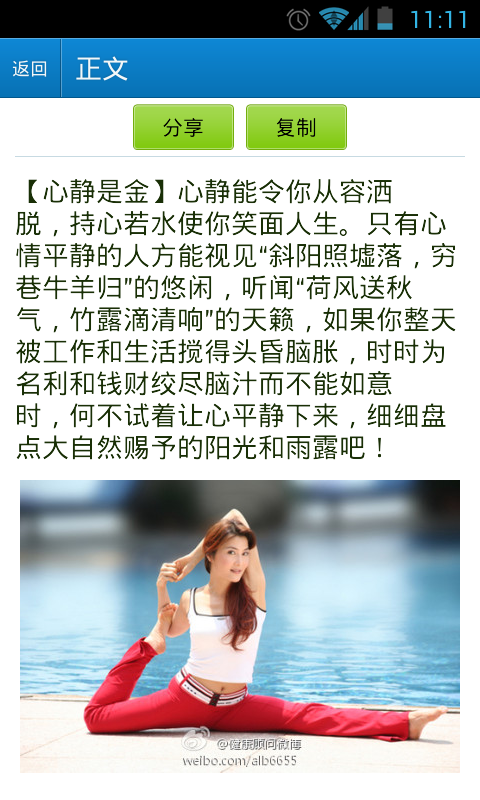 11:11
返回
正文
分享
复制
【心静是金】心静能令你从容洒
脱，持心若水使你笑面人生。只有心
情平静的人方能视见“斜阳照墟落，穷
巷牛羊归”的悠闲，听闻“荷风送秋
气，竹露滴清响”的天籁，如果你整天
被工作和生活搅得头昏脑胀，时时为
名利和钱财绞尽脑汁而不能如意
时，何不试着让心平静下来，细细盘
点大自然赐予的阳光和雨露吧！
@健康顾问微博
weibo.com/alb6655